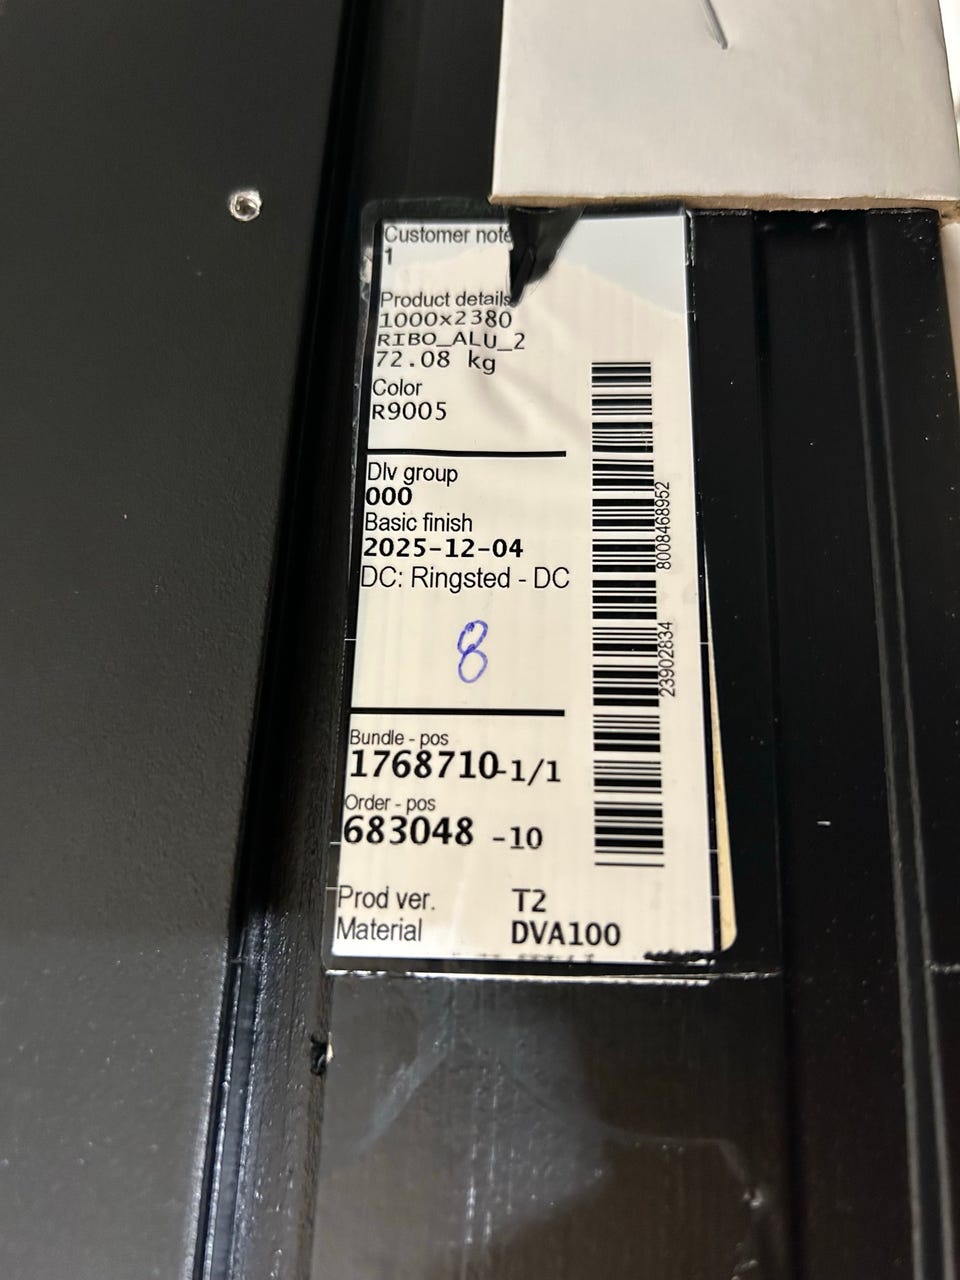 Customer note
1
Product details
1000x2380
RIBO_ALU_2
72.08 kg
Color
R9005
Dlv group
000
Basic finish
2025-12-04
DC: Ringsted - DC
8
Bundle - pos
1768710-1/1
Order - pos
683048 -10
Prod ver. T2
Material DVA100
8008468952
23902834